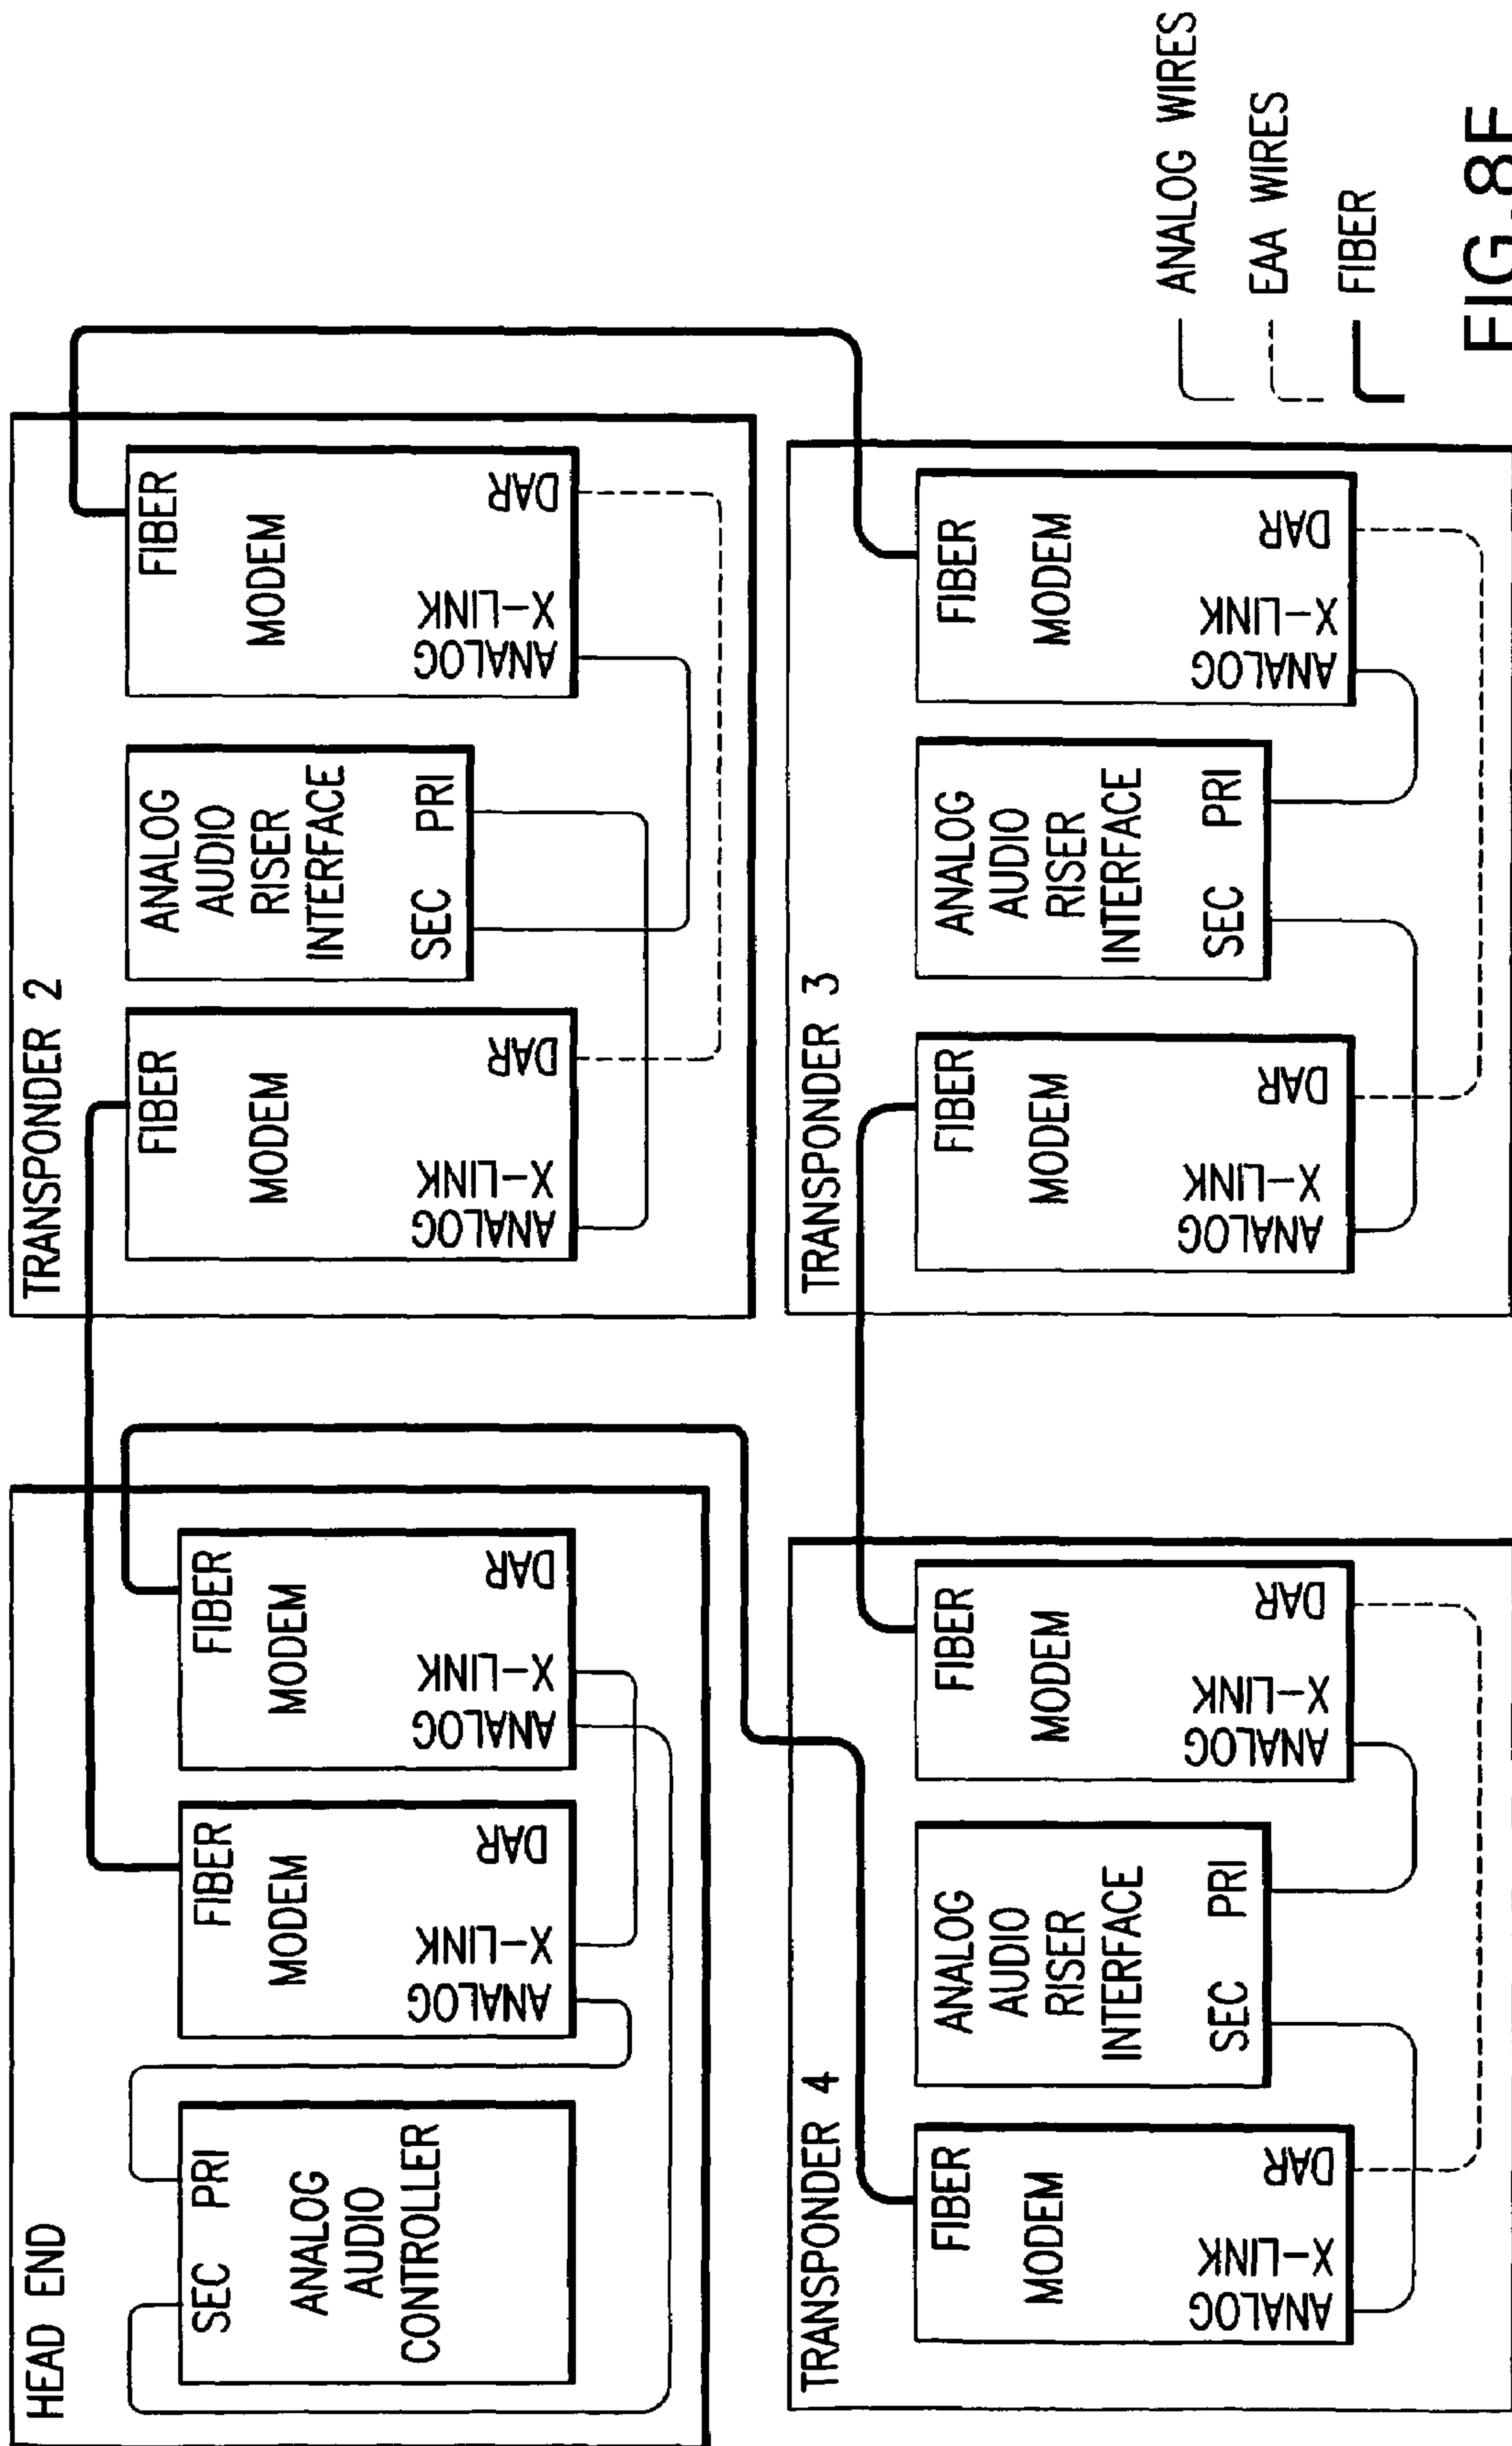 HEAD END
SEC PRI
ANALOG
AUDIO
CONTROLLER
FIBER
MODEM
ANALOG
X-LINK
DAR
FIBER
MODEM
ANALOG
X-LINK
DAR
TRANSPONDER 2
FIBER
MODEM
ANALOG
X-LINK
DAR
ANALOG
AUDIO
RISER
INTERFACE
SEC PRI
FIBER
MODEM
ANALOG
X-LINK
DAR
TRANSPONDER 4
FIBER
MODEM
ANALOG
X-LINK
DAR
ANALOG
AUDIO
RISER
INTERFACE
SEC PRI
FIBER
MODEM
ANALOG
X-LINK
DAR
TRANSPONDER 3
FIBER
MODEM
ANALOG
X-LINK
DAR
ANALOG
AUDIO
RISER
INTERFACE
SEC PRI
FIBER
MODEM
ANALOG
X-LINK
DAR
ANALOG WIRES
EAA WIRES
FIBER